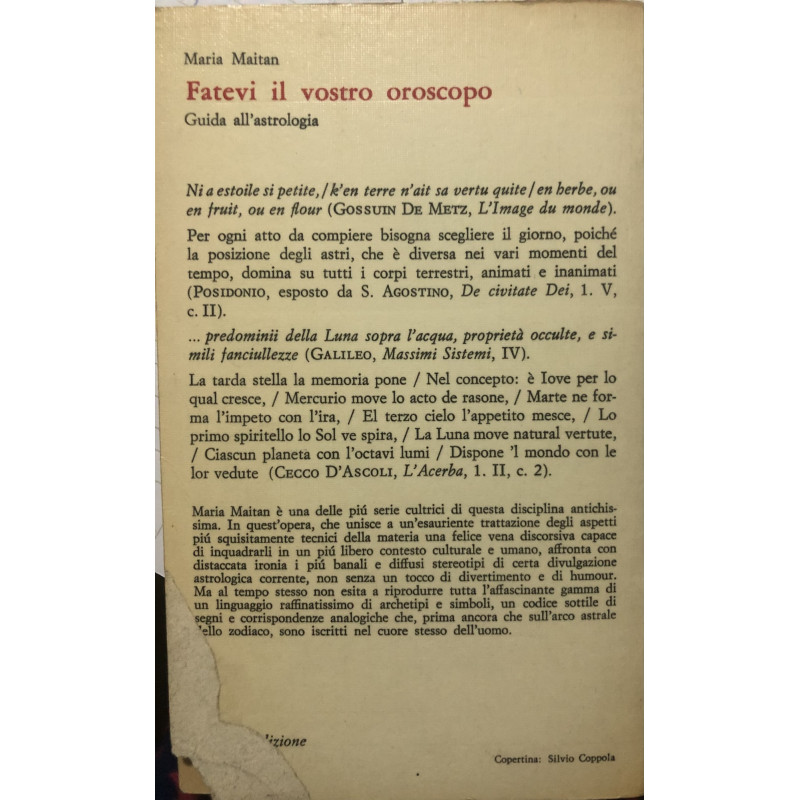 Maria Maitan
Fatevi il vostro oroscopo
Guida all'astrologia
Ni a estoile si petite, / k'en terre n'ait sa vertu quite / en herbe, ou
en fruit, ou en flour (GOSSUIN DE METZ, L'Image du monde).
Per ogni atto da compiere bisogna scegliere il giorno, poiché
la posizione degli astri, che è diversa nei vari momenti del
tempo, domina su tutti i corpi terrestri, animati e inanimati
(POSIDONIO, esposto da S. AGOSTINO, De civitate Dei, 1. V,
c. II).
... predominii della Luna sopra l'acqua, proprietà occulte, e si-
mili fanciullezze (GALILEO, Massimi Sistemi, IV).
La tarda stella la memoria pone / Nel concepto: è Iove per lo
qual cresce, / Mercurio move lo acto de rasone, / Marte ne for-
ma l'impeto con l'ira, / El terzo cielo l'appetito mesce, / Lo
primo spiritello lo Sol ve spira, / La Luna move natural vertute,
/ Ciascun planeta con l'octavi lumi / Dispone 'l mondo con le
lor vedute (CECCO D'ASCOLI, L'Acerba, 1. II, c. 2).
Maria Maitan è una delle piú serie cultrici di questa disciplina antichis-
sima. In quest'opera, che unisce a un'esauriente trattazione degli aspetti
piú squisitamente tecnici della materia una felice vena discorsiva capace
di inquadrarli in un piú libero contesto culturale e umano, affronta con
distaccata ironia i piú banali e diffusi stereotipi di certa divulgazione
astrologica corrente, non senza un tocco di divertimento e di humour.
Ma al tempo stesso non esita a riprodurre tutta l'affascinante gamma di
un linguaggio raffinatissimo di archetipi e simboli, un codice sottile di
segni e corrispondenze analogiche che, prima ancora che sull'arco astrale
dello zodiaco, sono iscritti nel cuore stesso dell'uomo.
dizione
Copertina: Silvio Coppola